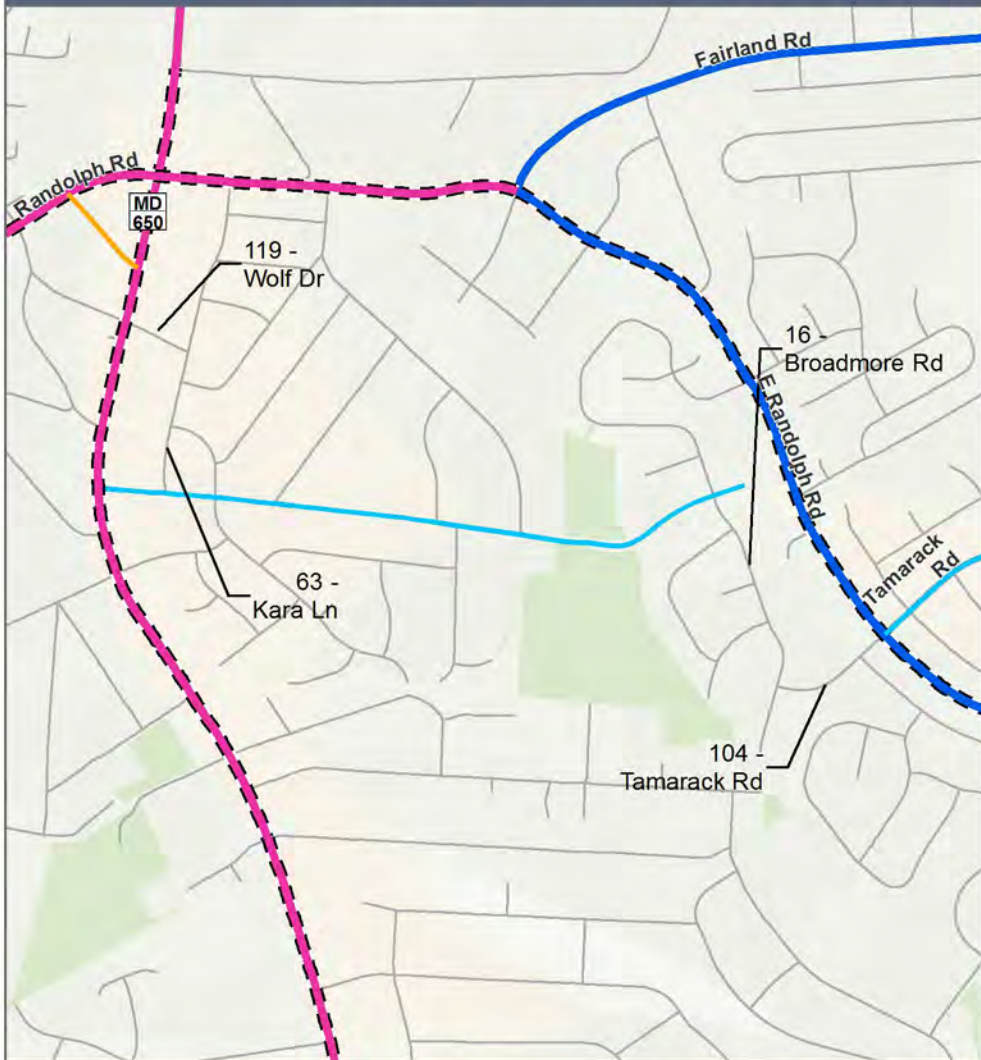 Fairland Rd
Randolph Rd
MD
650
119 -
Wolf Dr
16 -
Broadmore Rd
E Randolph Rd
Tamarack
Rd
63 -
Kara Ln
104 -
Tamarack Rd